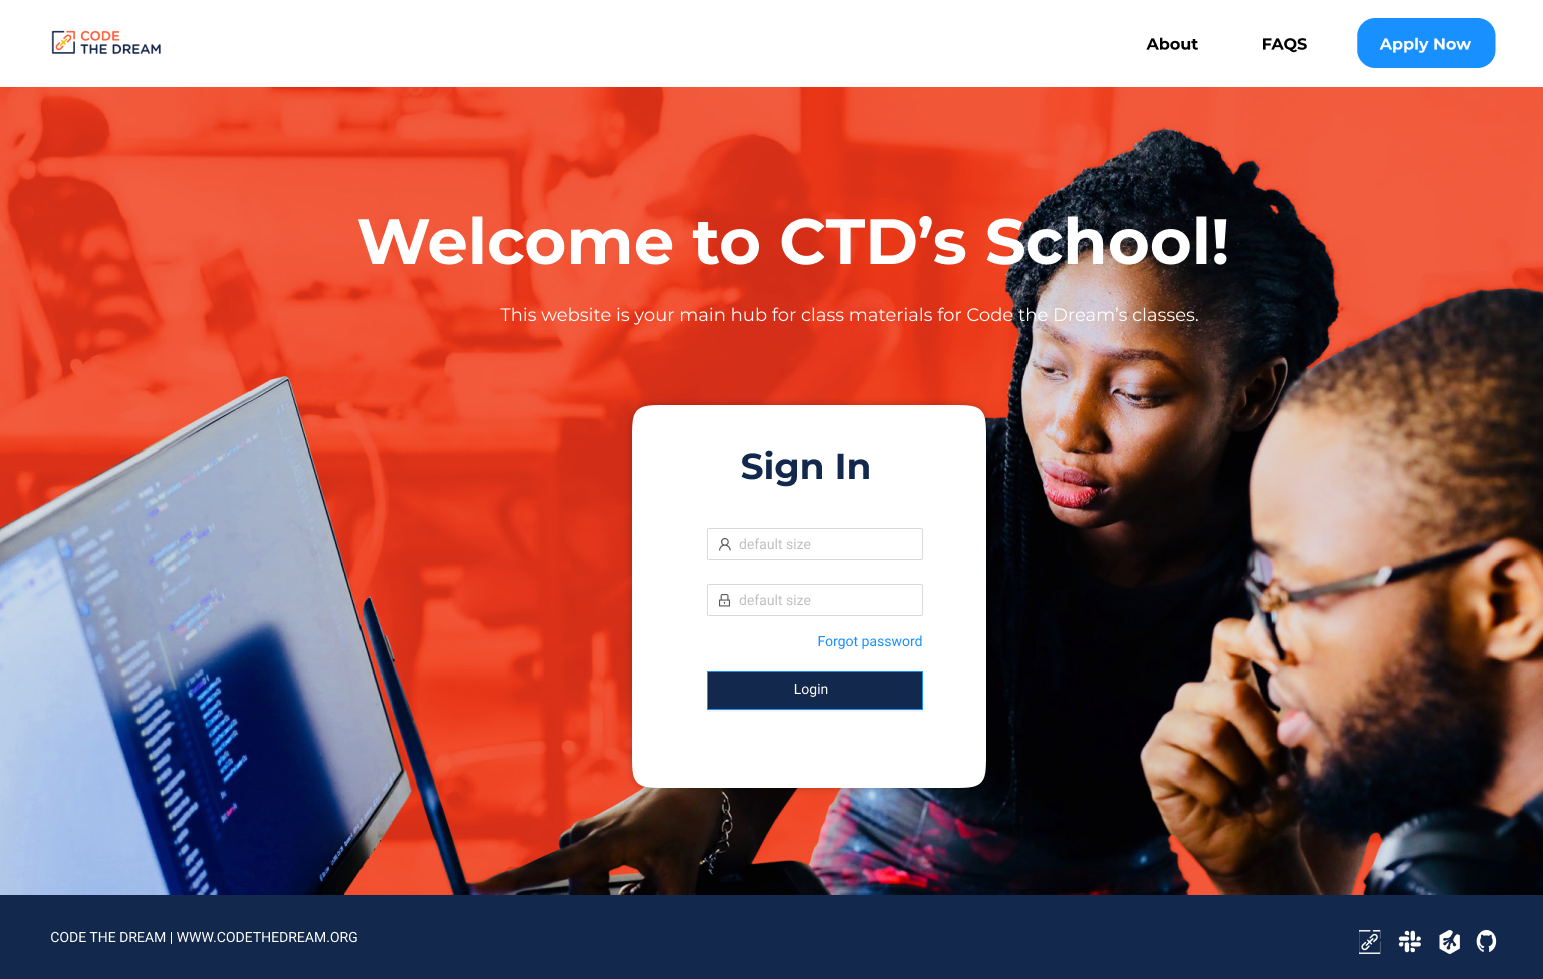 CODE
THE DREAM
About
FAQS
Apply Now
Welcome to CTD’s School!
This website is your main hub for class materials for Code the Dream’s classes.
Sign In
default size
default size
Forgot password
Login
CODE THE DREAM | WWW.CODETHEDREAM.ORG